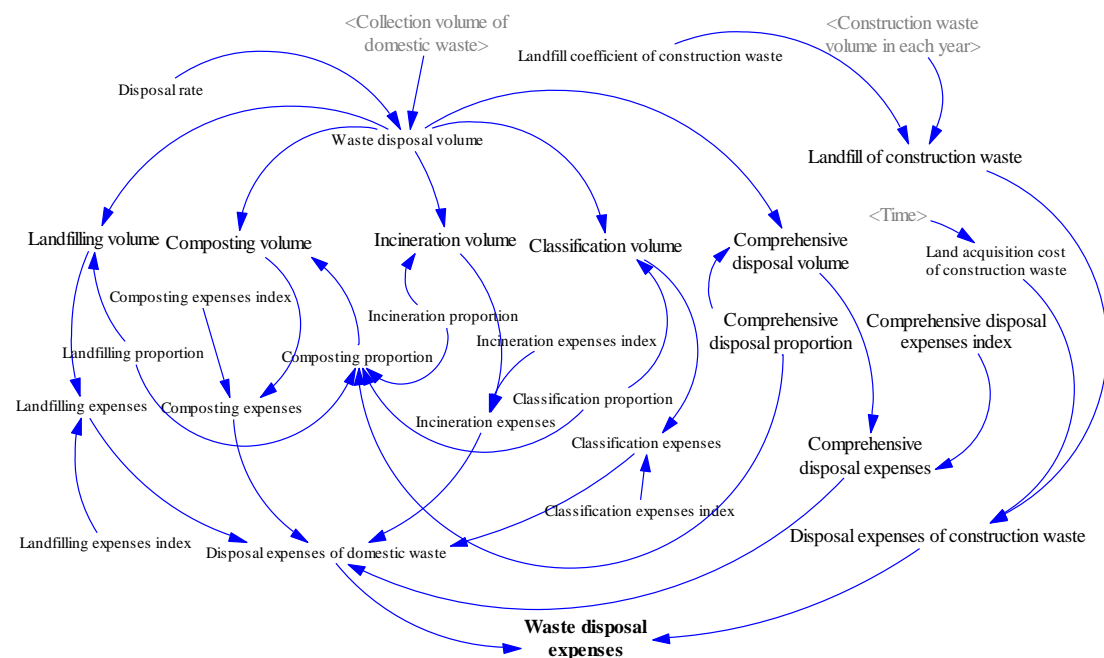 <Collection volume of
domestic waste>
<Construction waste
volume in each year>
Landfill coefficient of construction waste
Disposal rate
Waste disposal volume
Landfill of construction waste
<Time>
Landfilling volume
Composting volume
Incineration volume
Classification volume
Comprehensive
disposal volume
Land acquisition cost
of construction waste
Composting expenses index
Incineration proportion
Comprehensive
disposal proportion
Comprehensive disposal
expenses index
Landfilling proportion
Composting proportion
Incineration expenses index
Landfilling expenses
Composting expenses
Classification proportion
Incineration expenses
Classification expenses
Comprehensive
disposal expenses
Classification expenses index
Landfilling expenses index
Disposal expenses of domestic waste
Disposal expenses of construction waste
Waste disposal
expenses